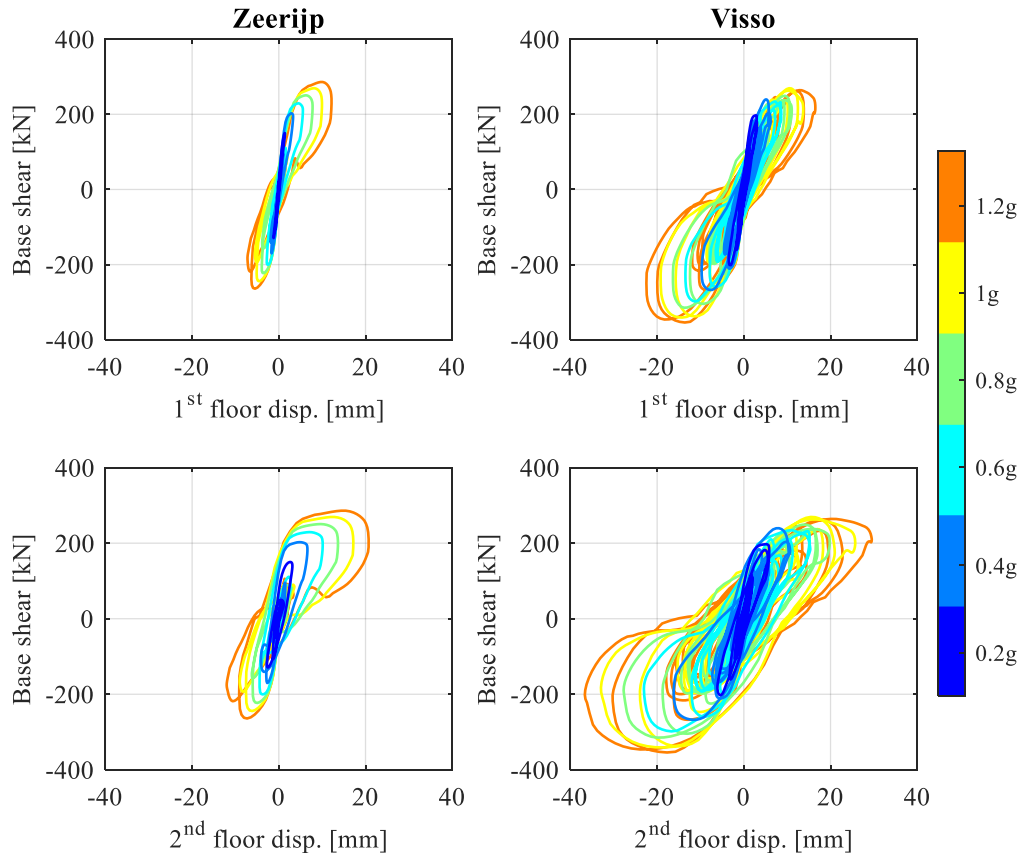 Zeerijp
Visso
400
200
0
-200
-400
Base shear [kN]
-40 -20 0 20 40
1st floor disp. [mm]
400
200
0
-200
-400
Base shear [kN]
-40 -20 0 20 40
1st floor disp. [mm]
400
200
0
-200
-400
Base shear [kN]
-40 -20 0 20 40
2nd floor disp. [mm]
400
200
0
-200
-400
Base shear [kN]
-40 -20 0 20 40
2nd floor disp. [mm]
1.2g
1g
0.8g
0.6g
0.4g
0.2g